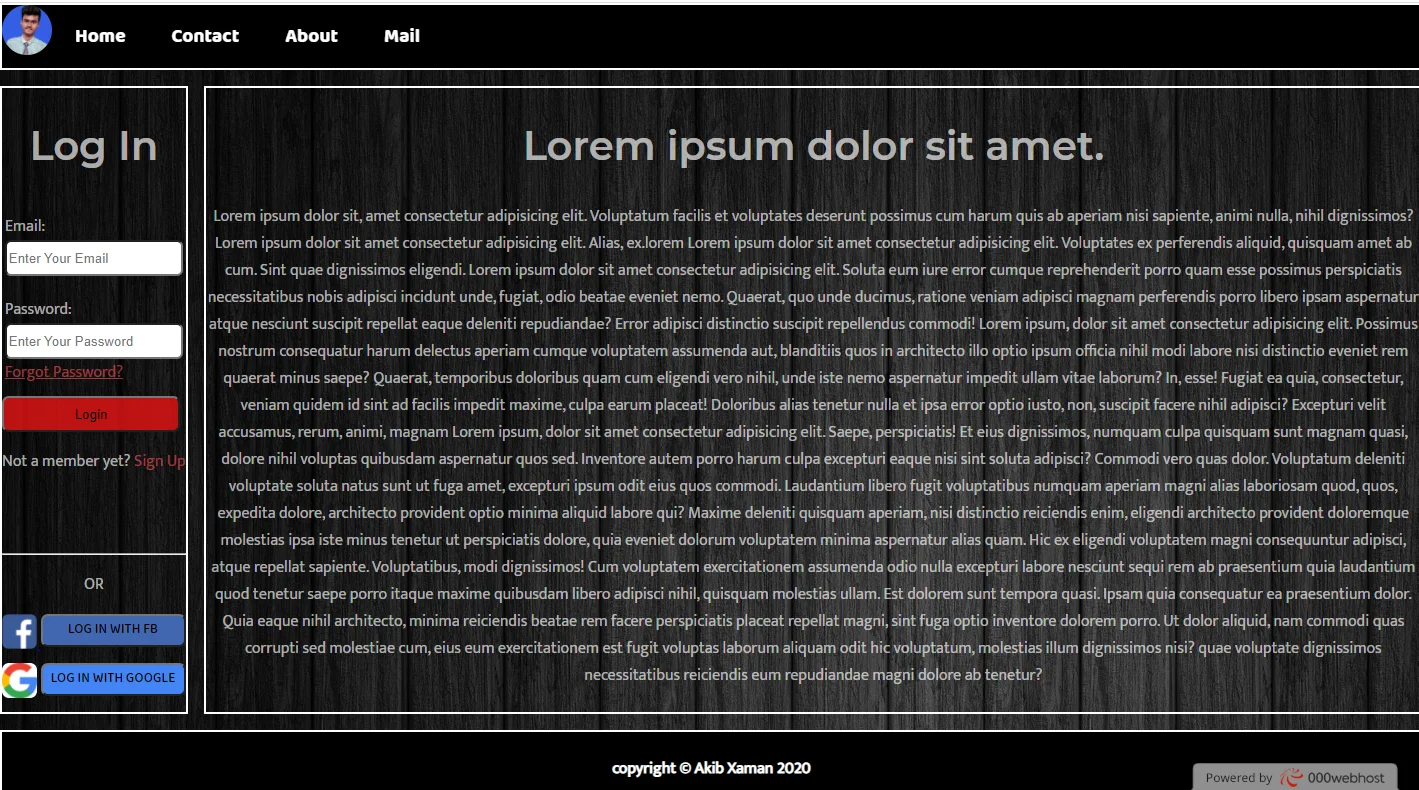 Home Contact About Mail
Log In
Email:
Enter Your Email
Password:
Enter Your Password
Forgot Password?
Login
Not a member yet? Sign Up
OR
LOG IN WITH FB
LOG IN WITH GOOGLE
Lorem ipsum dolor sit amet.
Lorem ipsum dolor sit, amet consectetur adipisicing elit. Voluptatum facilis et voluptates deserunt possimus cum harum quis ab aperiam nisi sapiente, animi nulla, nihil dignissimos?
Lorem ipsum dolor sit amet consectetur adipisicing elit. Alias, ex.lorem Lorem ipsum dolor sit amet consectetur adipisicing elit. Voluptates ex perferendis aliquid, quisquam amet ab
cum. Sint quae dignissimos eligendi. Lorem ipsum dolor sit amet consectetur adipisicing elit. Soluta eum iure error cumque reprehenderit porro quam esse possimus perspiciatis
necessitatibus nobis adipisci incidunt unde, fugiat, odio beatae eveniet nemo. Quaerat, quo unde ducimus, ratione veniam adipisci magnam perferendis porro libero ipsam aspernatur
atque nesciunt suscipit repellat eaque deleniti repudiandae? Error adipisci distinctio suscipit repellendus commodi! Lorem ipsum, dolor sit amet consectetur adipisicing elit. Possimus
nostrum consequatur harum delectus aperiam cumque voluptatem assumenda aut, blanditiis quos in architecto illo optio ipsum officia nihil modi labore nisi distinctio eveniet rem
quaerat minus saepe? Quaerat, temporibus doloribus quam cum eligendi vero nihil, unde iste nemo aspernatur impedit ullam vitae laborum? In, esse! Fugiat ea quia, consectetur,
veniam quidem id sint ad facilis impedit maxime, culpa earum placeat! Doloribus alias tenetur nulla et ipsa error optio iusto, non, suscipit facere nihil adipisci? Excepturi velit
accusamus, rerum, animi, magnam Lorem ipsum, dolor sit amet consectetur adipisicing elit. Saepe, perspiciatis! Et eius dignissimos, numquam culpa quisquam sunt magnam quasi,
dolore nihil voluptas quibusdam aspernatur quos sed. Inventore autem porro harum culpa excepturi eaque nisi sint soluta adipisci? Commodi vero quas dolor. Voluptatum deleniti
voluptate soluta natus sunt ut fuga amet, excepturi ipsum odit eius quos commodi. Laudantium libero fugit voluptatibus numquam aperiam magni alias laboriosam quod, quos,
expedita dolore, architecto provident optio minima aliquid labore qui? Maxime deleniti quisquam aperiam, nisi distinctio reiciendis enim, eligendi architecto provident doloremque
molestias ipsa iste minus tenetur ut perspiciatis dolore, quia eveniet dolorum voluptatem minima aspernatur alias quam. Hic ex eligendi voluptatem magni consequuntur adipisci,
atque repellat sapiente. Voluptatibus, modi dignissimos! Cum voluptatem exercitationem assumenda odio nulla excepturi labore nesciunt sequi rem ab praesentium quia laudantium
quod tenetur saepe porro itaque maxime quibusdam libero adipisci nihil, quisquam molestias ullam. Est dolorem sunt tempora quasi. Ipsam quia consequatur ea praesentium dolor.
Quia eaque nihil architecto, minima reiciendis beatae rem facere perspiciatis placeat repellat magni, sint fuga optio inventore dolorem porro. Ut dolor aliquid, nam commodi quas
corrupti sed molestiae cum, eius eum exercitationem est fugit voluptas laborum aliquam odit hic voluptatum, molestias illum dignissimos nisi? quae voluptate dignissimos
necessitatibus reiciendis eum repudiandae magni dolore ab tenetur?
copyright © Akib Xaman 2020
Powered by 000webhost